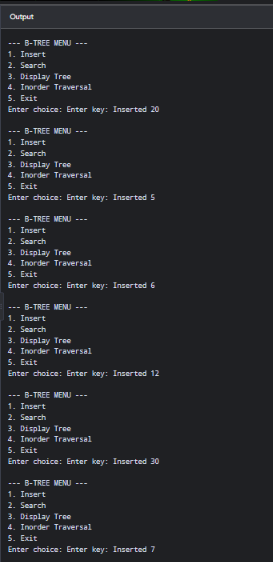 Output
--- B-TREE MENU ---
1. Insert
2. Search
3. Display Tree
4. Inorder Traversal
5. Exit
Enter choice: Enter key: Inserted 20
--- B-TREE MENU ---
1. Insert
2. Search
3. Display Tree
4. Inorder Traversal
5. Exit
Enter choice: Enter key: Inserted 5
--- B-TREE MENU ---
1. Insert
2. Search
3. Display Tree
4. Inorder Traversal
5. Exit
Enter choice: Enter key: Inserted 6
--- B-TREE MENU ---
1. Insert
2. Search
3. Display Tree
4. Inorder Traversal
5. Exit
Enter choice: Enter key: Inserted 12
--- B-TREE MENU ---
1. Insert
2. Search
3. Display Tree
4. Inorder Traversal
5. Exit
Enter choice: Enter key: Inserted 30
--- B-TREE MENU ---
1. Insert
2. Search
3. Display Tree
4. Inorder Traversal
5. Exit
Enter choice: Enter key: Inserted 7